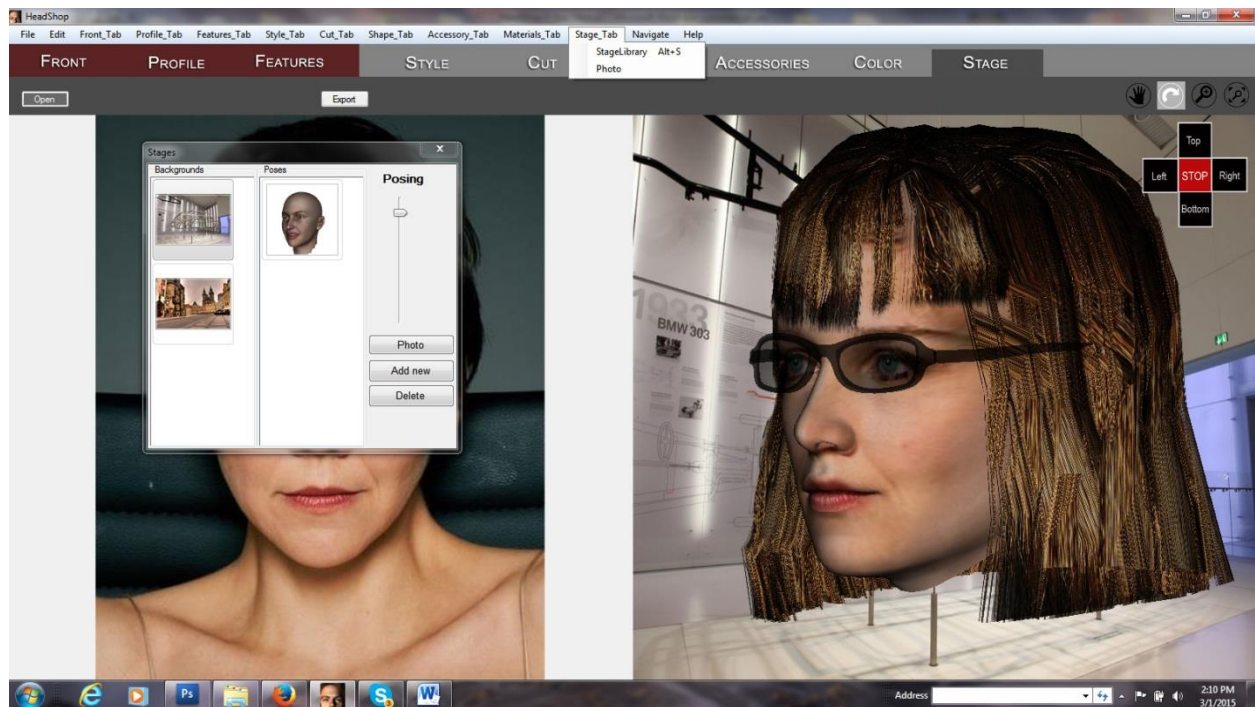 HeadShop
File Edit Front_Tab Profile_Tab Features_Tab Style_Tab Cut_Tab Shape_Tab Accessory_Tab Materials_Tab Stage_Tab Navigate Help
StageLibrary Alt+S
Photo
FRONT PROFILE FEATURES STYLE CUT ACCESSORIES COLOR STAGE
Open Export
Stages
Backgrounds Poses
Posing
Photo
Add new
Delete
Top
Left STOP Right
Bottom
1933
BMW 303
Ps
S
W
Address
2:10 PM
3/1/2015